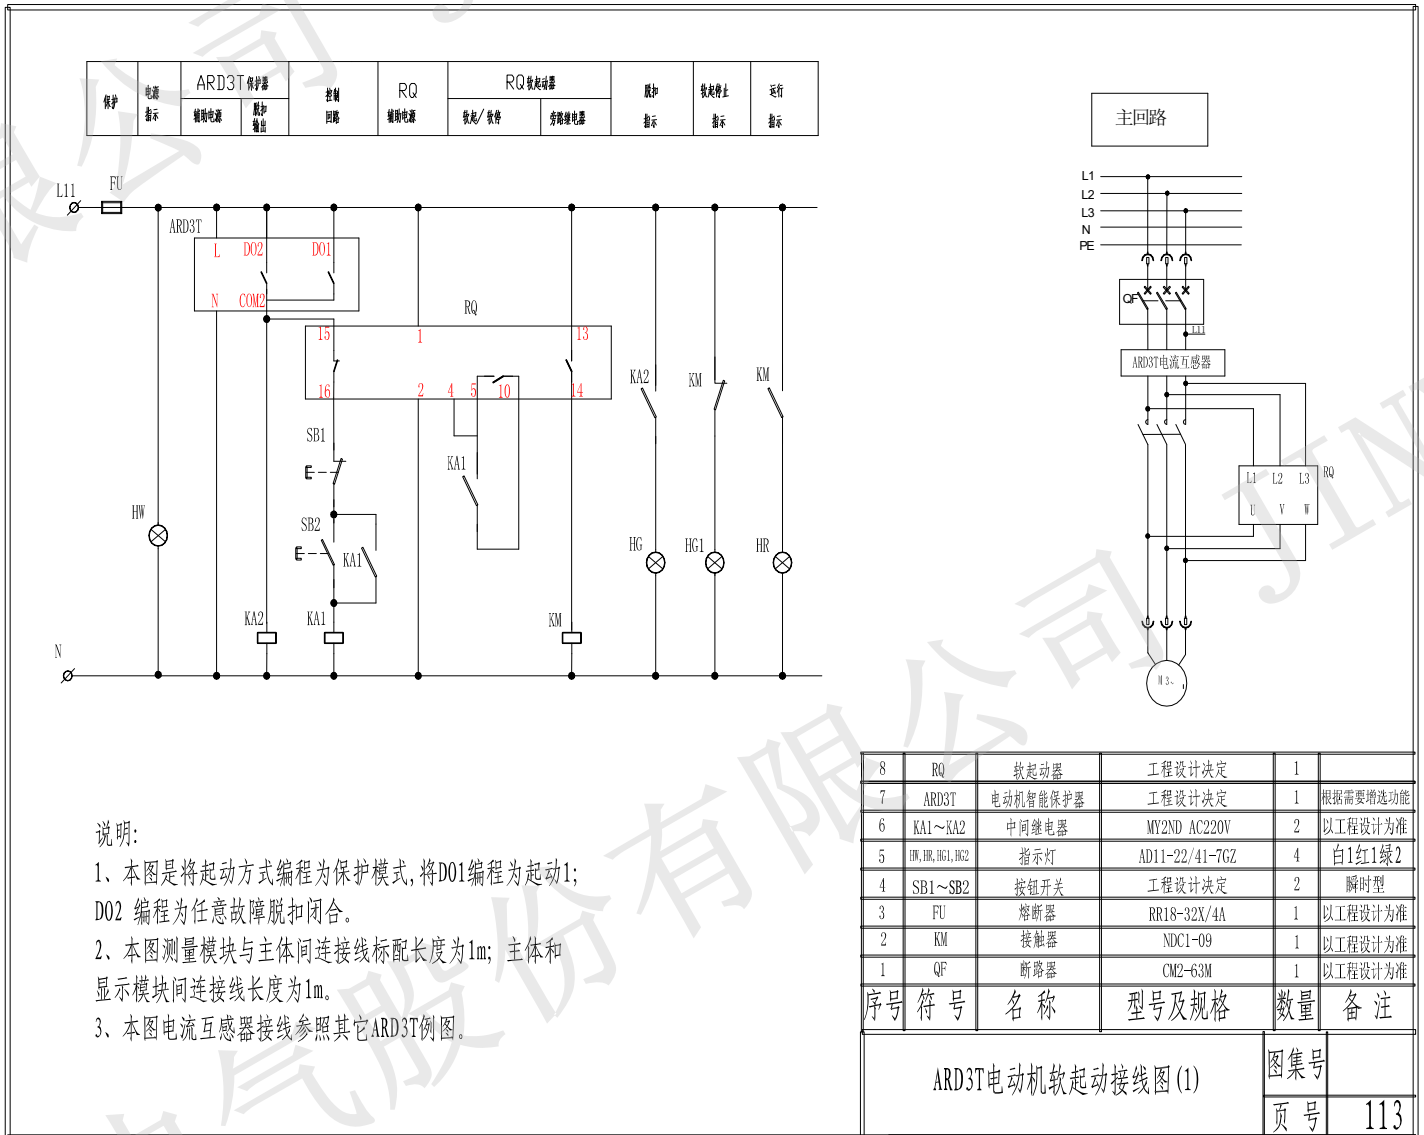 保护
电源
指示
ARD3T保护器
辅助电源
脱扣
输出
控制
回路
RQ
辅助电源
RQ软起动器
软起/软停
旁路继电器
脱扣
指示
软起停止
指示
运行
指示
主回路
L1
L2
L3
N
PE
L11
FU
ARD3T
L
DO2
DO1
N
COM2
RQ
15
1
13
16
2
4
5
10
14
KA2
KM
KM
SB1
KA1
HW
SB2
KA1
HG
HG1
HR
KA2
KA1
KM
N
QF
L11
ARD3T电流互感器
L1
L2
L3
RQ
U
V
W
M 3~
说明:
1、本图是将起动方式编程为保护模式,将DO1编程为起动1;
DO2 编程为任意故障脱扣闭合。
2、本图测量模块与主体间连接线标配长度为1m; 主体和
显示模块间连接线长度为1m。
3、本图电流互感器接线参照其它ARD3T例图。
8 RQ 软起动器 工程设计决定 1
7 ARD3T 电动机智能保护器 工程设计决定 1 根据需要增选功能
6 KA1～KA2 中间继电器 MY2ND AC220V 2 以工程设计为准
5 HW,HR,HG1,HG2 指示灯 AD11-22/41-7GZ 4 白1红1绿2
4 SB1～SB2 按钮开关 工程设计决定 2 瞬时型
3 FU 熔断器 RR18-32X/4A 1 以工程设计为准
2 KM 接触器 NDC1-09 1 以工程设计为准
1 QF 断路器 CM2-63M 1 以工程设计为准
序号 符 号 名 称 型号及规格 数量 备 注
ARD3T电动机软起动接线图(1)
图集号
页 号 113
限公司
JIN
电气股份有限公司 JIN